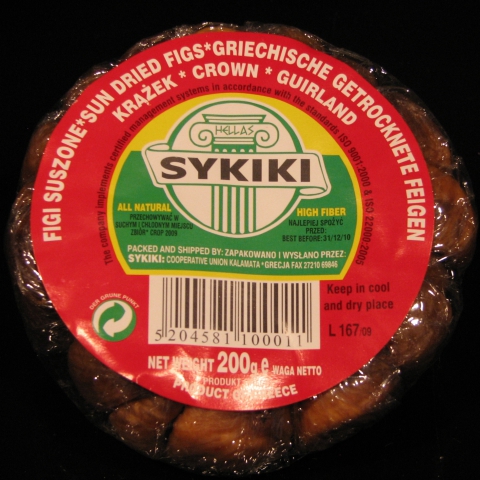 FIGI SUSZONE*SUN DRIED FIGS*GRIECHISCHE GETROCKNETE FEIGEN
KRAŻEK * CROWN * GUIRLAND
The company implements certified management systems in accordance with the standards ISO 9001:2000 & ISO 22000:2005
HELLAS
SYKIKI
ALL NATURAL
PRZECHOWYWAĆ W
SUCHYM I CHŁODNYM MIEJSCU
ZBIÓR* CROP 2009
HIGH FIBER
NAJLEPIEJ SPOŻYĆ
PRZED:
BEST BEFORE: 31/12/10
PACKED AND SHIPPED BY: ZAPAKOWANO I WYSŁANO PRZEZ:
SYKIKI: COOPERATIVE UNION KALAMATA *GRECJA FAX 27210 69846
DER GRÜNE PUNKT
Keep in cool
and dry place
L 167/09
5 204581 100011
NET WEIGHT 200g e WAGA NETTO
PRODUKT
PRODUCT OF GREECE